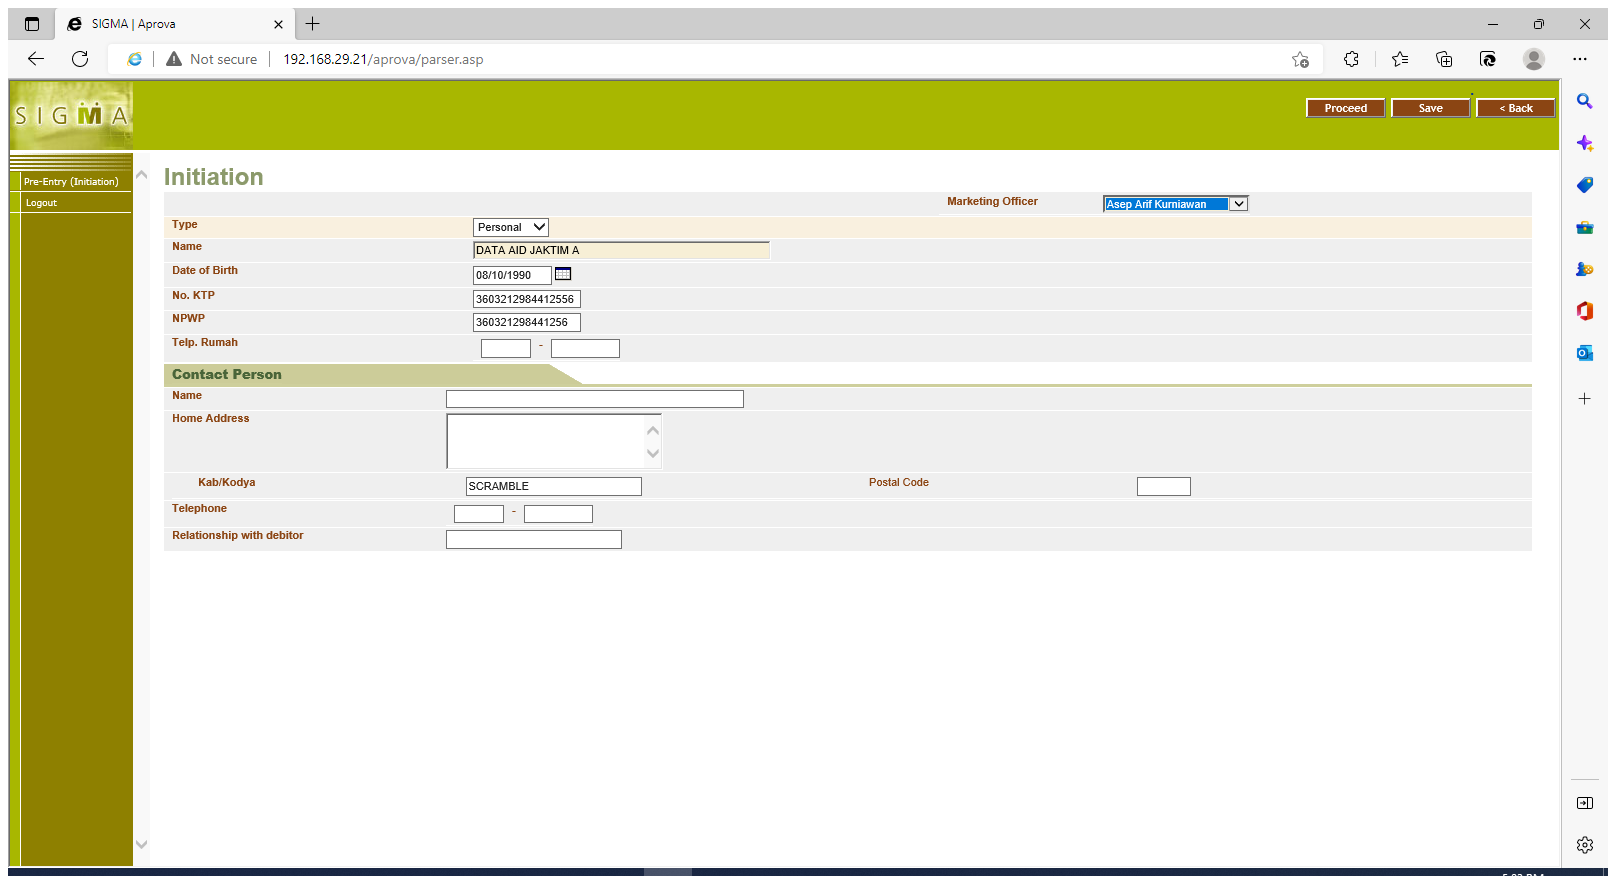 SIGMA | Aprova
Not secure
192.168.29.21/aprova/parser.asp
SIGMA
Proceed
Save
< Back
Pre-Entry (Initiation)
Logout
Initiation
Marketing Officer
Asep Arif Kurniawan
Type
Personal
Name
DATA AID JAKTIM A
Date of Birth
08/10/1990
No. KTP
3603212984412556
NPWP
360321298441256
Telp. Rumah
-
Contact Person
Name
Home Address
Kab/Kodya
SCRAMBLE
Postal Code
Telephone
-
Relationship with debitor